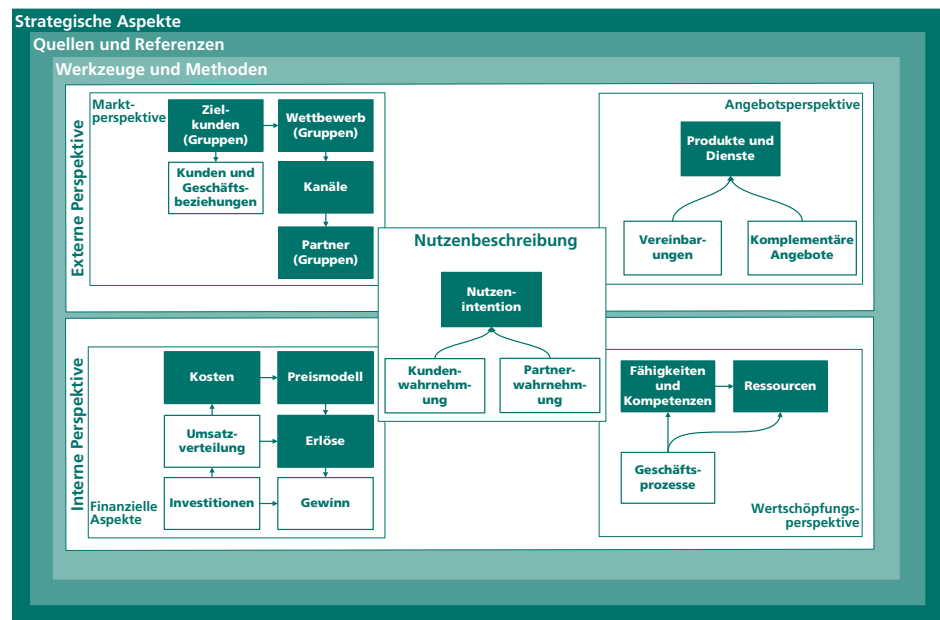 Strategische Aspekte
Quellen und Referenzen
Werkzeuge und Methoden
Externe Perspektive
Markt-
perspektive
Ziel-
kunden
(Gruppen)
Wettbewerb
(Gruppen)
Kunden und
Geschäfts-
beziehungen
Kanäle
Partner
(Gruppen)
Angebotsperspektive
Produkte und
Dienste
Vereinbar-
ungen
Komplementäre
Angebote
Nutzenbeschreibung
Nutzen-
intention
Kunden-
wahrnehm-
ung
Partner-
wahrnehm-
ung
Interne Perspektive
Kosten
Preismodell
Umsatz-
verteilung
Erlöse
Investitionen
Gewinn
Finanzielle
Aspekte
Fähigkeiten
und
Kompetenzen
Ressourcen
Geschäfts-
prozesse
Wertschöpfungs-
perspektive